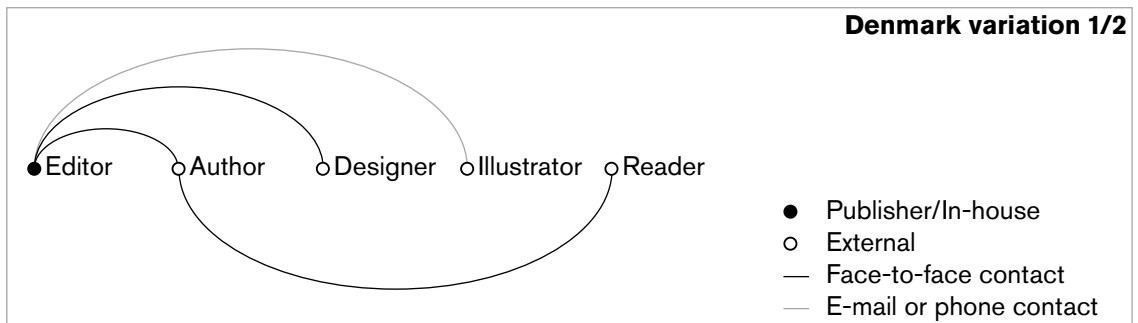 Denmark variation 1/2
Editor Author Designer Illustrator Reader
Publisher/In-house
External
Face-to-face contact
E-mail or phone contact